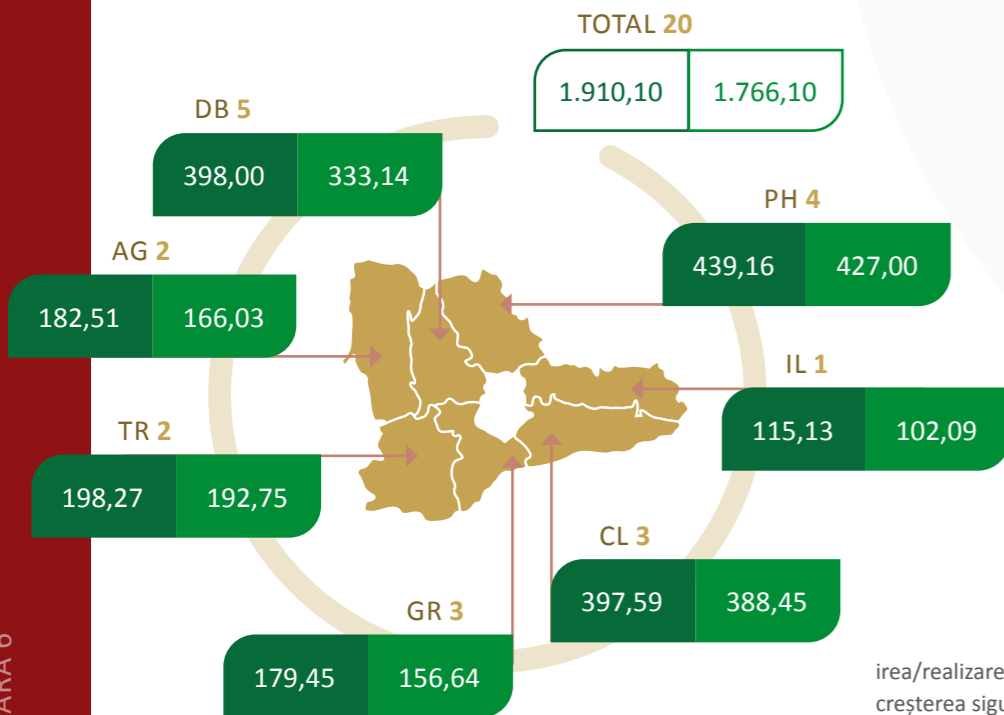 TOTAL 20
1.910,10 1.766,10
DB 5
398,00 333,14
PH 4
439,16 427,00
AG 2
182,51 166,03
IL 1
115,13 102,09
TR 2
198,27 192,75
CL 3
397,59 388,45
GR 3
179,45 156,64
ARA 6
irea/realizare
creșterea sigu